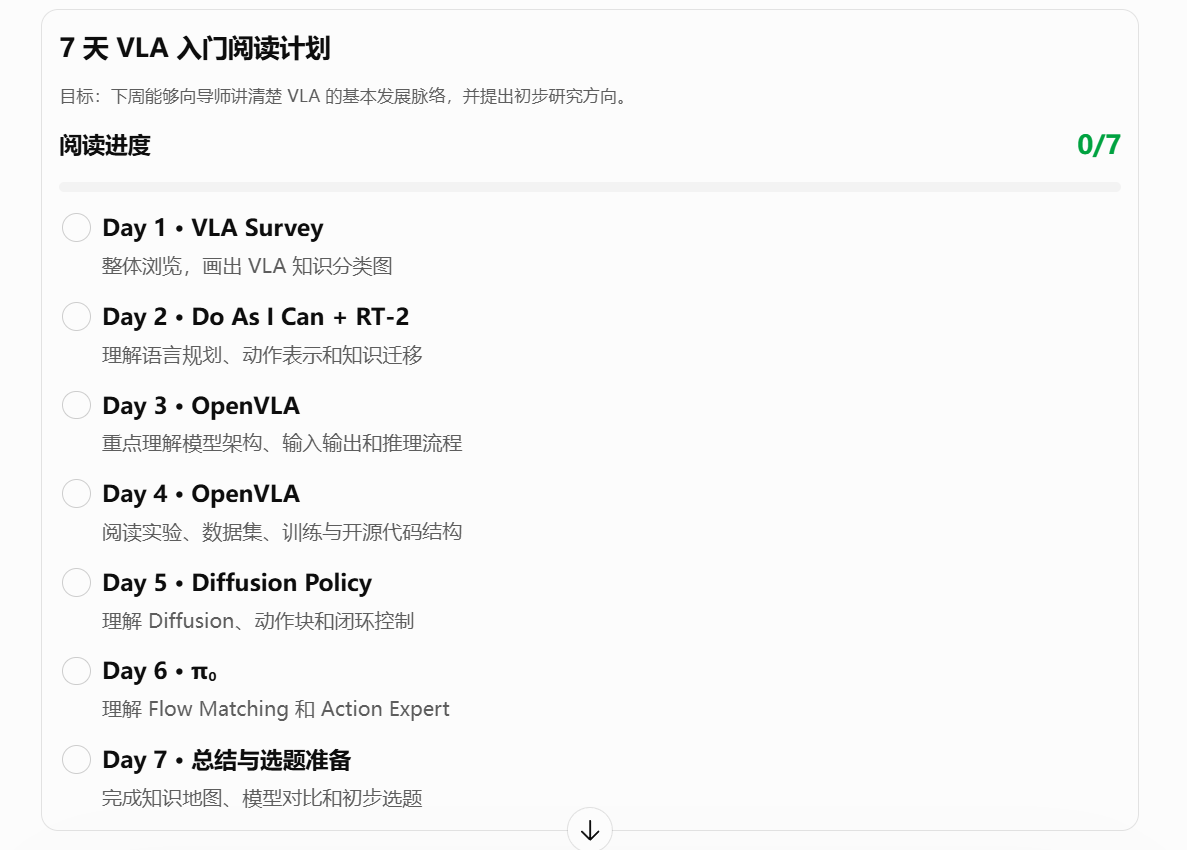 7 天 VLA 入门阅读计划
目标：下周能够向导师讲清楚 VLA 的基本发展脉络，并提出初步研究方向。
阅读进度
0/7
Day 1 • VLA Survey
整体浏览，画出 VLA 知识分类图
Day 2 • Do As I Can + RT-2
理解语言规划、动作表示和知识迁移
Day 3 • OpenVLA
重点理解模型架构、输入输出和推理流程
Day 4 • OpenVLA
阅读实验、数据集、训练与开源代码结构
Day 5 • Diffusion Policy
理解 Diffusion、动作块和闭环控制
Day 6 • π₀
理解 Flow Matching 和 Action Expert
Day 7 • 总结与选题准备
完成知识地图、模型对比和初步选题